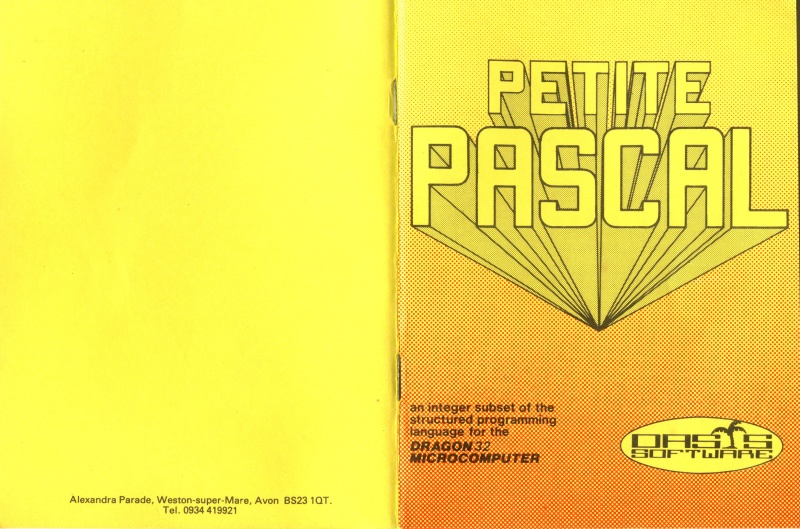 PETITE
PASCAL
an integer subset of the
structured programming
language for the
DRAGON 32
MICROCOMPUTER
OASIS
SOFTWARE
Alexandra Parade, Weston-super-Mare, Avon BS23 1QT.
Tel. 0934 419921